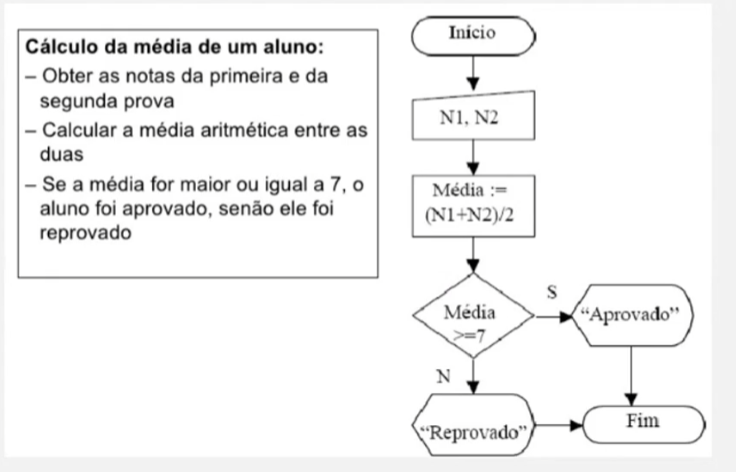 Cálculo da média de um aluno:
– Obter as notas da primeira e da
segunda prova
– Calcular a média aritmética entre as
duas
– Se a média for maior ou igual a 7, o
aluno foi aprovado, senão ele foi
reprovado
Início
N1, N2
Média :=
(N1+N2)/2
Média
>=7
S
“Aprovado”
N
“Reprovado”
Fim